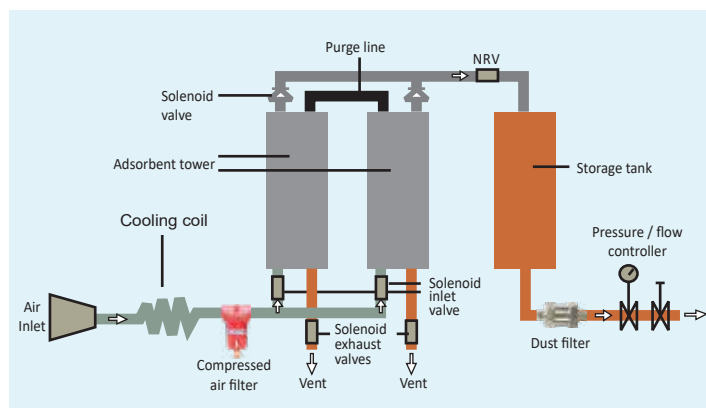 Purge line
NRV
Solenoid
valve
Adsorbent tower
Storage tank
Cooling coil
Pressure / flow
controller
Air
Inlet
Solenoid
inlet
valve
Compressed
air filter
Solenoid
exhaust
valves
Dust filter
Vent
Vent